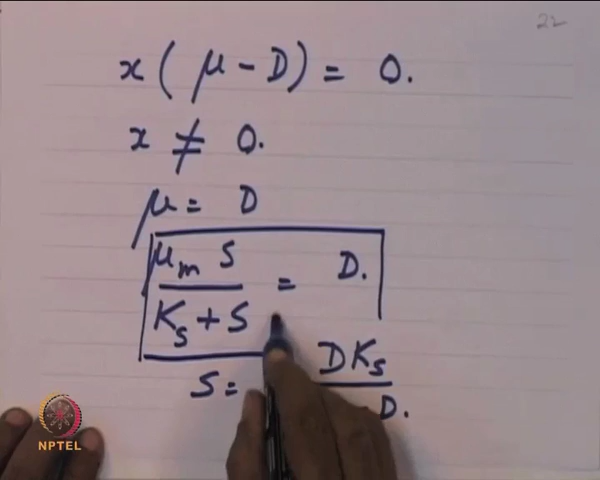 22
x ( μ - D ) = 0.
x ≠ 0.
μ = D
μm S / Ks + S = D.
S = DKs / D.
NPTEL